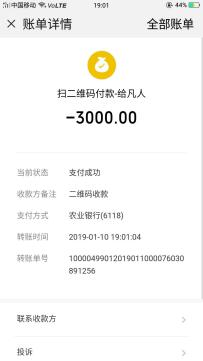 中国移动 VoLTE 19:01 44%
账单详情 全部账单
扫二维码付款-给凡人
-3000.00
当前状态 支付成功
收款方备注 二维码收款
支付方式 农业银行(6118)
转账时间 2019-01-10 19:01:04
转账单号 10000499012019011000076030
891256
联系收款方
投诉